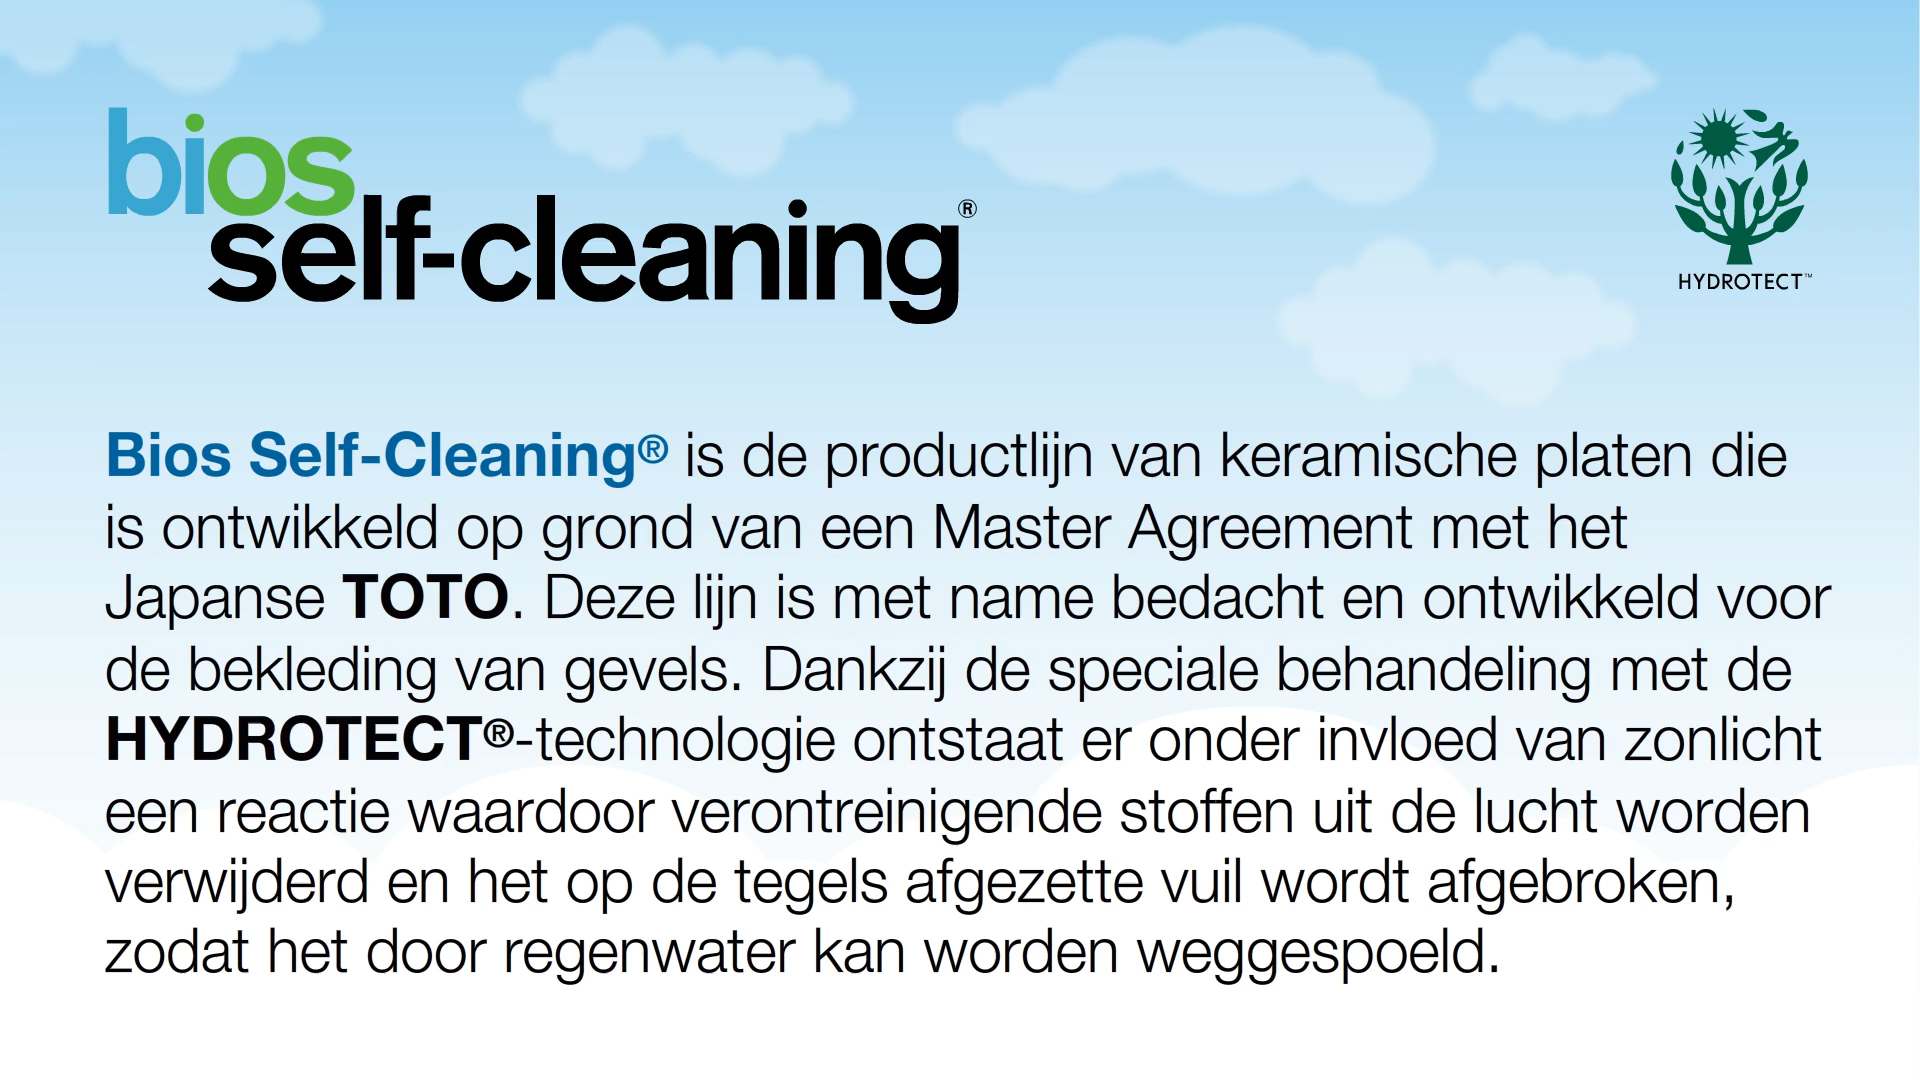 bios
self-cleaning®
HYDROTECT™
Bios Self-Cleaning® is de productlijn van keramische platen die
is ontwikkeld op grond van een Master Agreement met het
Japanse TOTO. Deze lijn is met name bedacht en ontwikkeld voor
de bekleding van gevels. Dankzij de speciale behandeling met de
HYDROTECT®-technologie ontstaat er onder invloed van zonlicht
een reactie waardoor verontreinigende stoffen uit de lucht worden
verwijderd en het op de tegels afgezette vuil wordt afgebroken,
zodat het door regenwater kan worden weggespoeld.